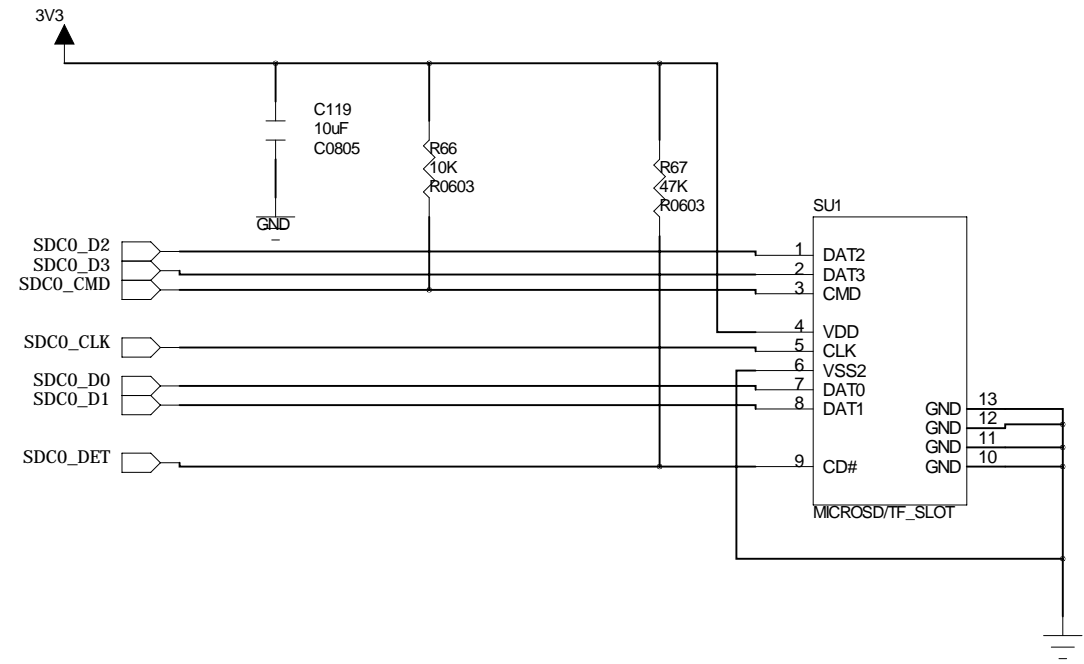 3V3
C119
10uF
C0805
R66
10K
R0603
R67
47K
R0603
GND
SU1
SDC0_D2
SDC0_D3
SDC0_CMD
SDC0_CLK
SDC0_D0
SDC0_D1
SDC0_DET
1 DAT2
2 DAT3
3 CMD
4 VDD
5 CLK
6 VSS2
7 DAT0
8 DAT1
9 CD#
GND 13
GND 12
GND 11
GND 10
MICROSD/TF_SLOT